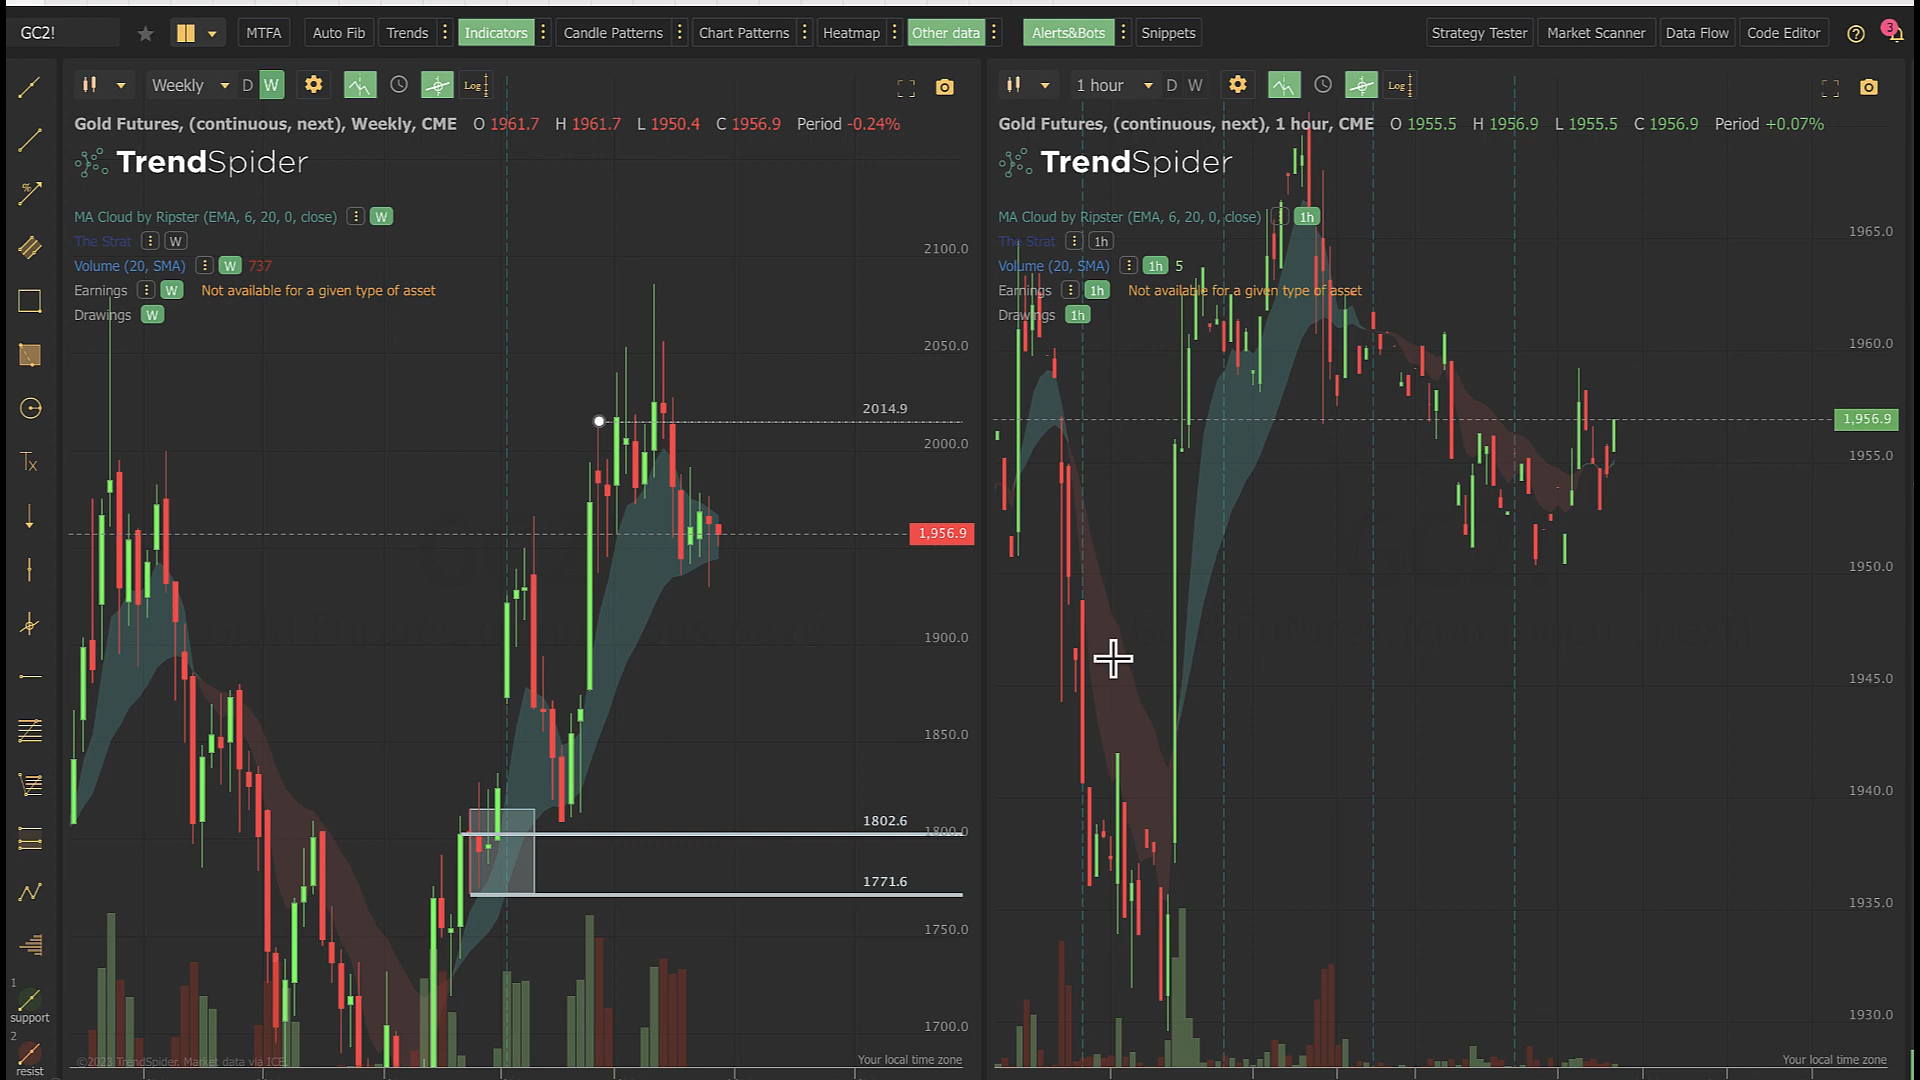 GC2! MTFA Auto Fib Trends Indicators Candle Patterns Chart Patterns Heatmap Other data Alerts&Bots Snippets Strategy Tester Market Scanner Data Flow Code Editor 3
Weekly D W Log
Gold Futures, (continuous, next), Weekly, CME O 1961.7 H 1961.7 L 1950.4 C 1956.9 Period -0.24%
TrendSpider
MA Cloud by Ripster (EMA, 6, 20, 0, close) W
The Strat W
Volume (20, SMA) W 737
Earnings W Not available for a given type of asset
Drawings W
2100.0
2050.0
2014.9
2000.0
1,956.9
1900.0
1850.0
1802.6
1800.0
1771.6
1750.0
1700.0
©2023 TrendSpider. Market data via ICE.
Your local time zone
1 hour D W Log
Gold Futures, (continuous, next), 1 hour, CME O 1955.5 H 1956.9 L 1955.5 C 1956.9 Period +0.07%
TrendSpider
MA Cloud by Ripster (EMA, 6, 20, 0, close) 1h
The Strat 1h
Volume (20, SMA) 1h 5
Earnings 1h Not available for a given type of asset
Drawings 1h
1965.0
1960.0
1,956.9
1955.0
1950.0
1945.0
1940.0
1935.0
1930.0
Your local time zone
%
Tx
1
support
2
resist